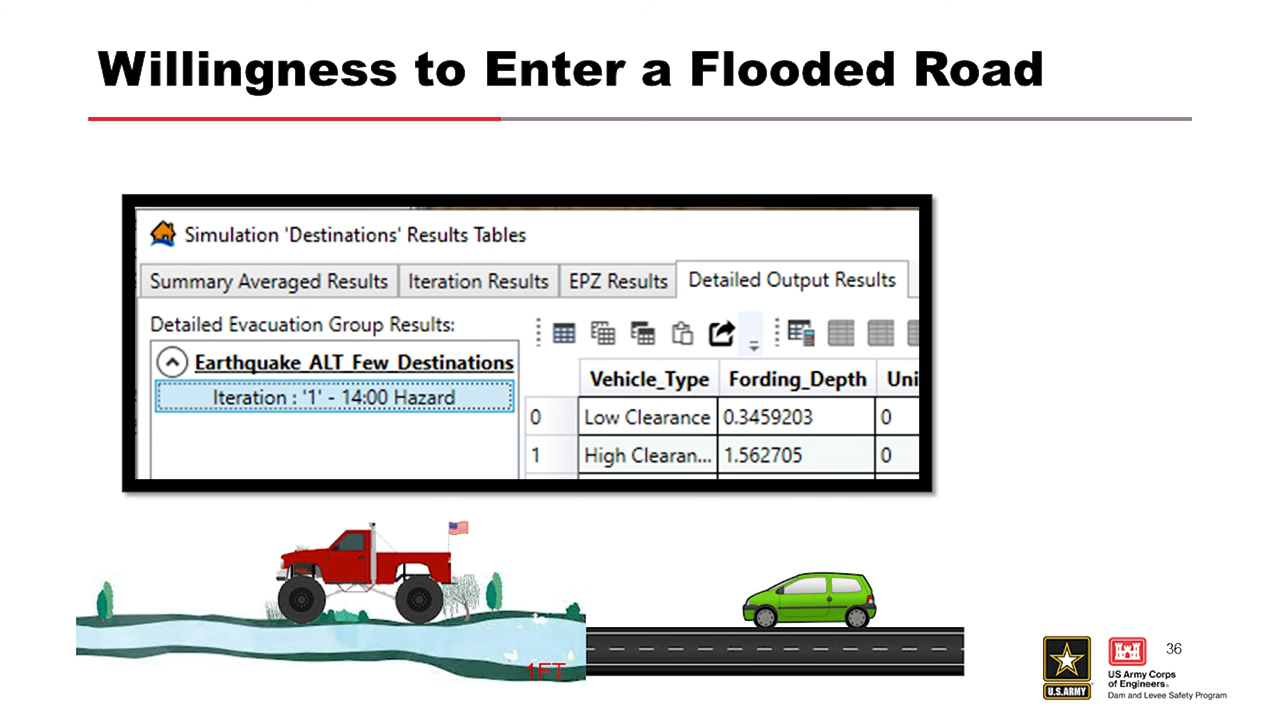 Willingness to Enter a Flooded Road
Simulation 'Destinations' Results Tables
Summary Averaged Results
Iteration Results
EPZ Results
Detailed Output Results
Detailed Evacuation Group Results:
Earthquake_ALT_Few_Destinations
Iteration : '1' - 14:00 Hazard
Vehicle_Type Fording_Depth Uni
0 Low Clearance 0.3459203 0
1 High Clearan... 1.562705 0
1FT
U.S.ARMY
US Army Corps
of Engineers®
Dam and Levee Safety Program
36